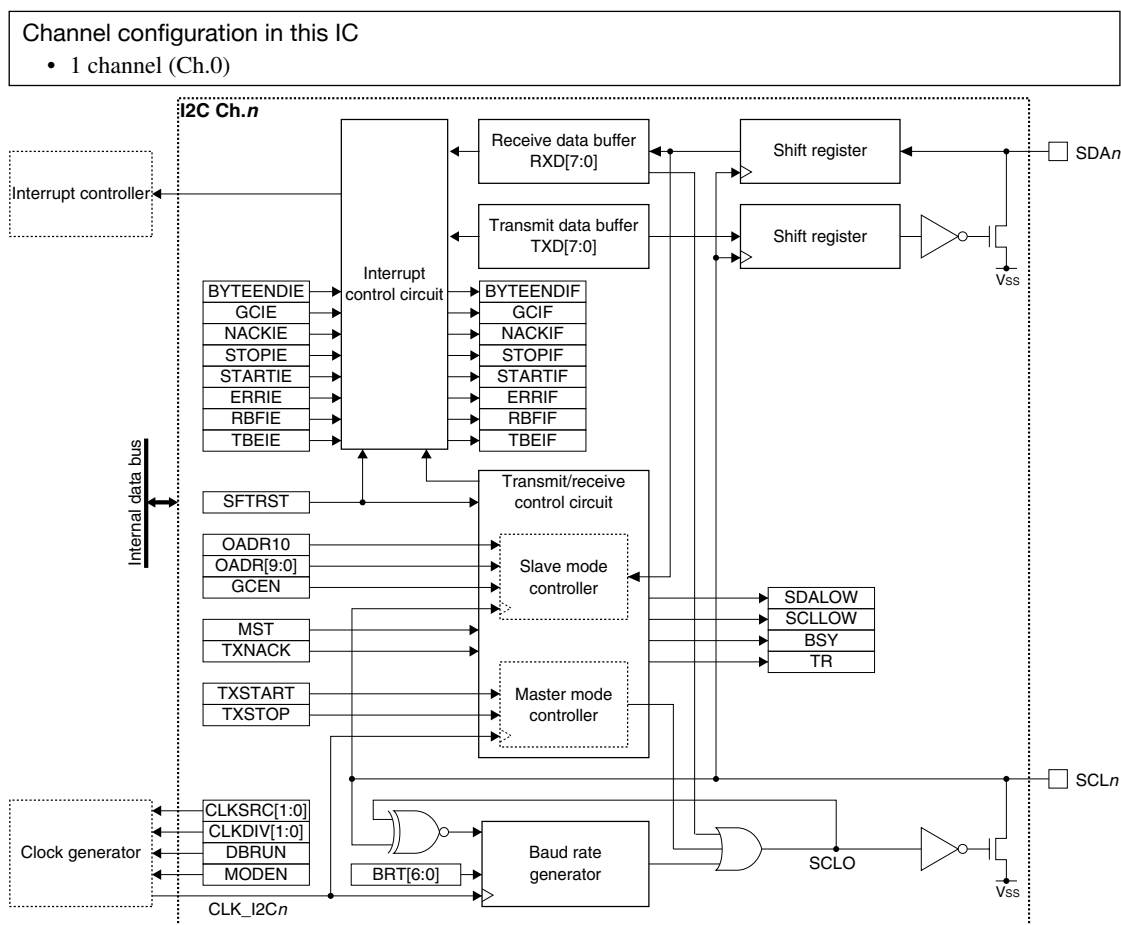 Channel configuration in this IC
• 1 channel (Ch.0)
I2C Ch.n
Interrupt controller
Interrupt
control circuit
Receive data buffer
RXD[7:0]
Shift register
SDAn
Transmit data buffer
TXD[7:0]
Shift register
VSS
BYTEENDIE
GCIE
NACKIE
STOPIE
STARTIE
ERRIE
RBFIE
TBEIE
BYTEENDIF
GCIF
NACKIF
STOPIF
STARTIF
ERRIF
RBFIF
TBEIF
Internal data bus
SFTRST
Transmit/receive
control circuit
OADR10
OADR[9:0]
GCEN
Slave mode
controller
MST
TXNACK
SDALOW
SCLLOW
BSY
TR
TXSTART
TXSTOP
Master mode
controller
SCLn
Clock generator
CLKSRC[1:0]
CLKDIV[1:0]
DBRUN
MODEN
CLK_I2Cn
BRT[6:0]
Baud rate
generator
SCLO
VSS